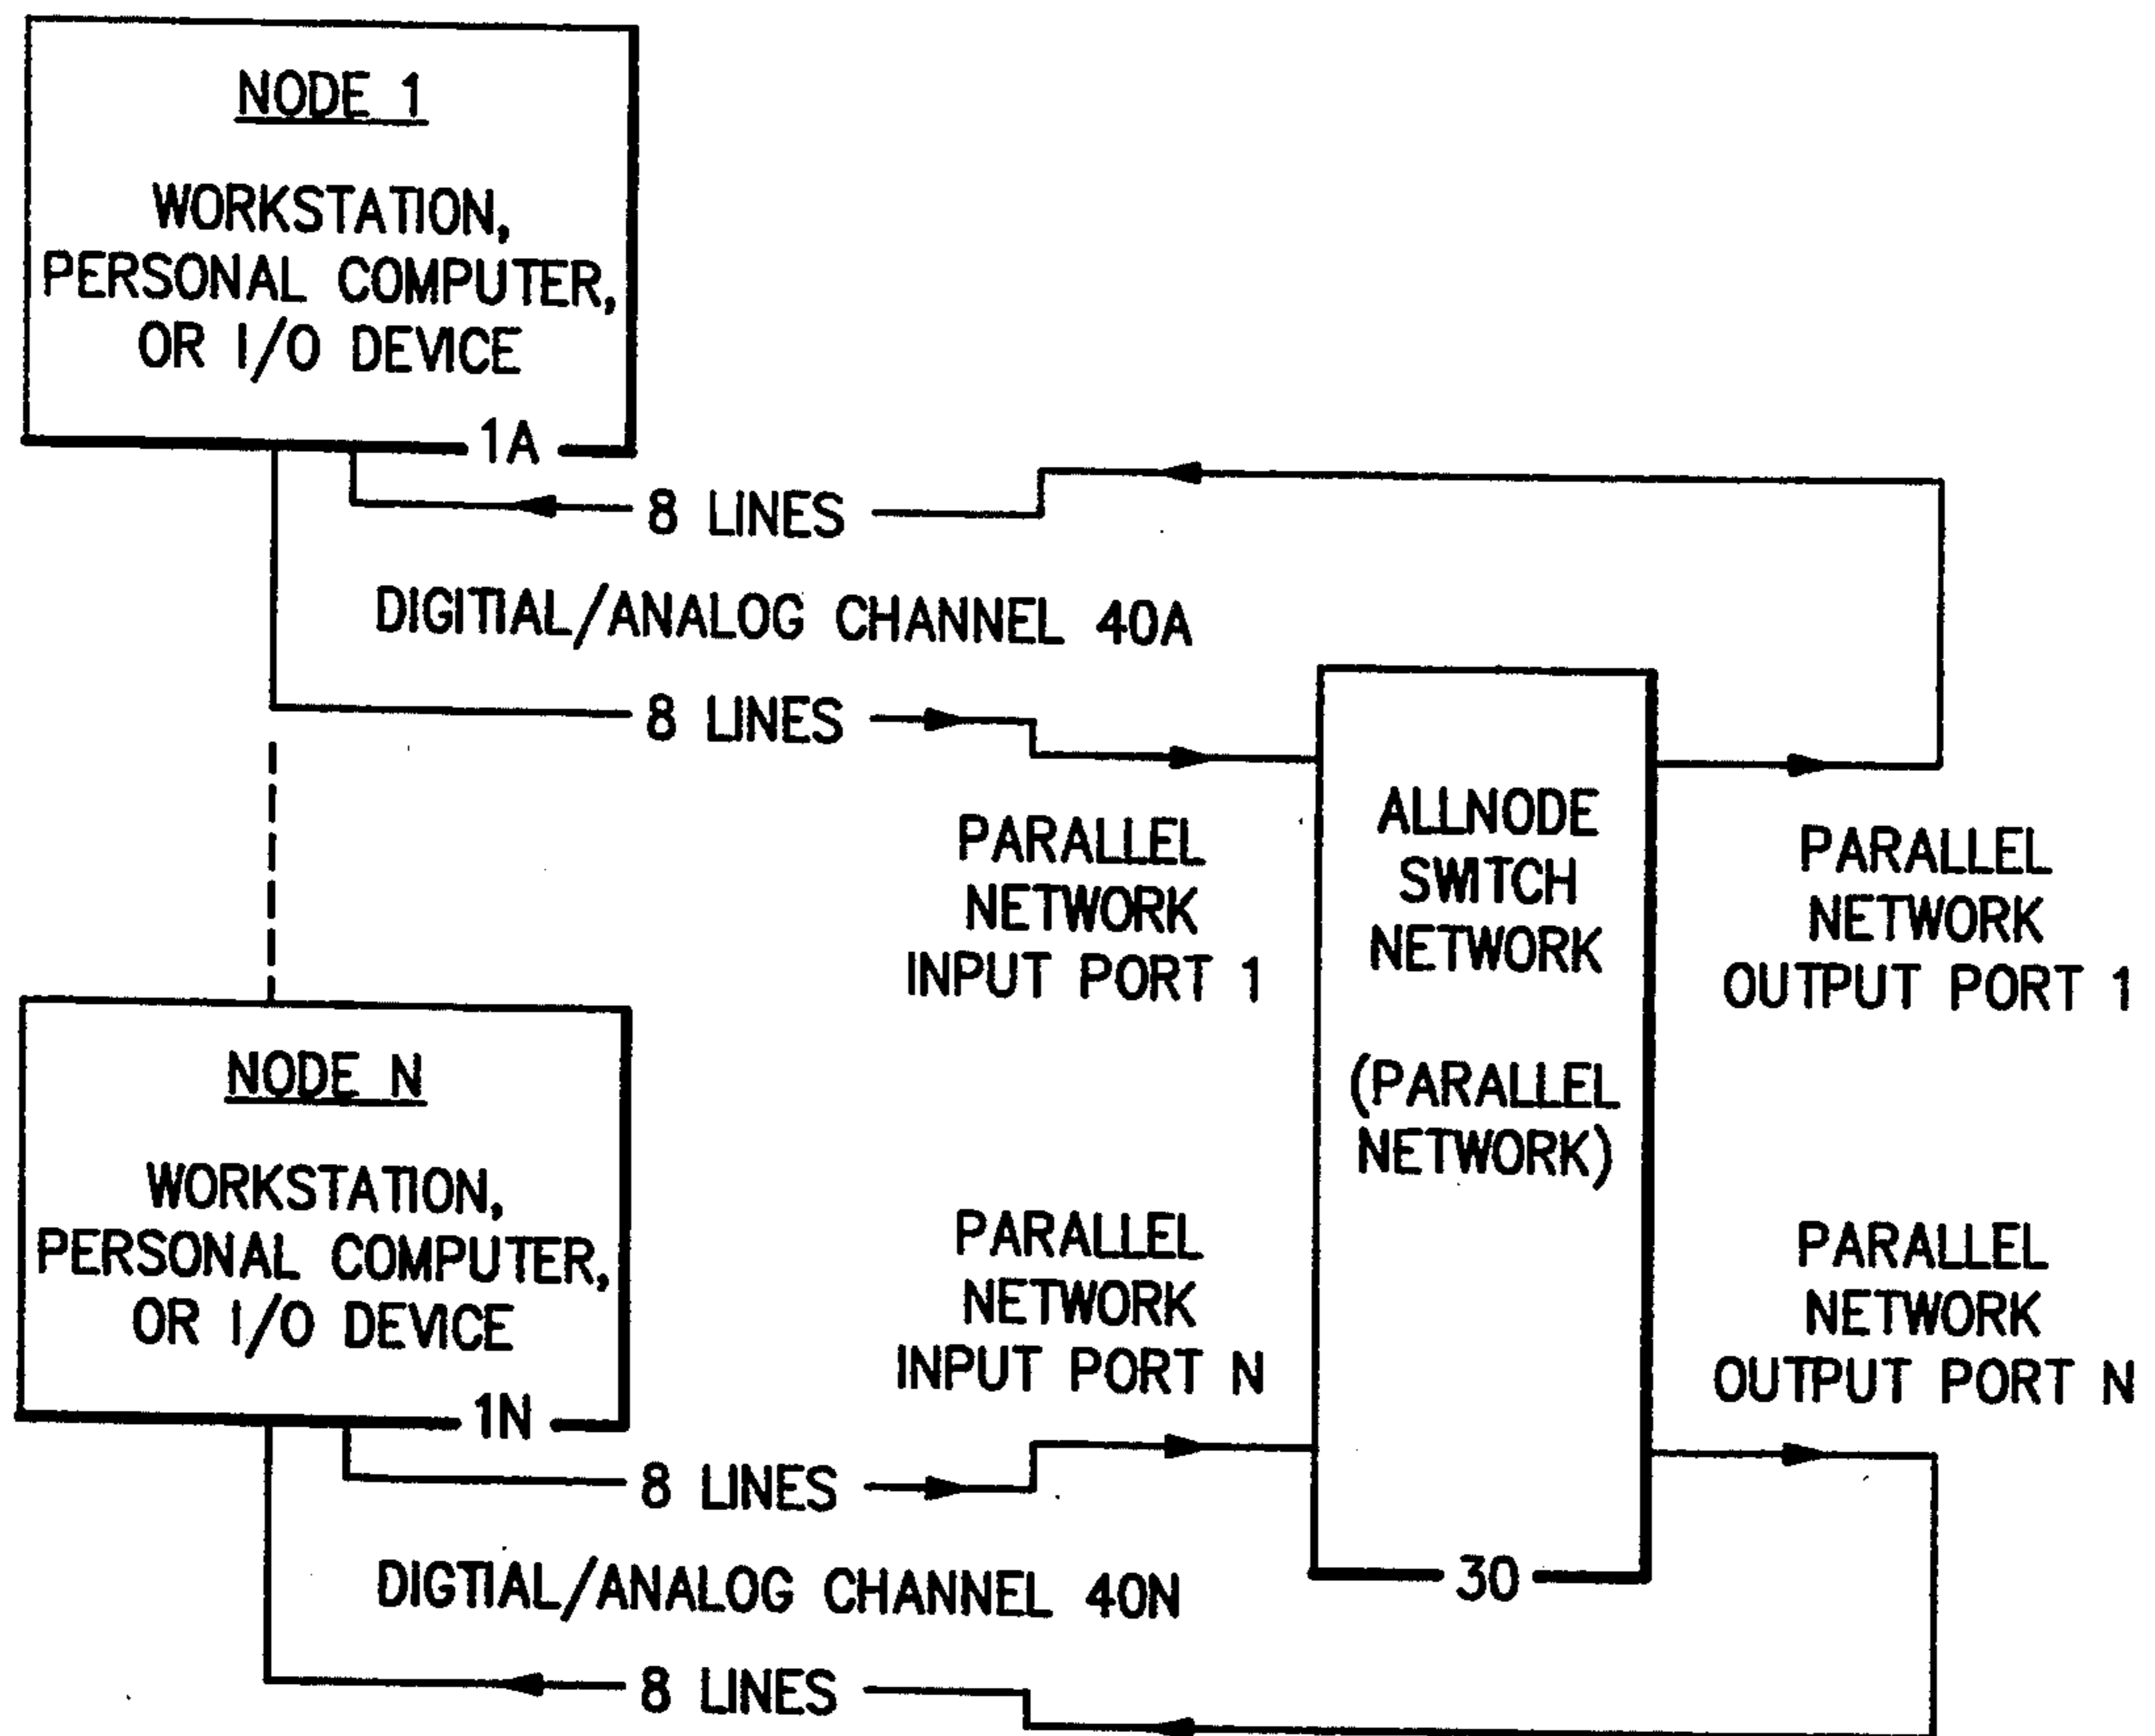 NODE 1
WORKSTATION,
PERSONAL COMPUTER,
OR I/O DEVICE
1A
8 LINES
DIGITIAL/ANALOG CHANNEL 40A
8 LINES
PARALLEL
NETWORK
INPUT PORT 1
ALLNODE
SWITCH
NETWORK
(PARALLEL
NETWORK)
PARALLEL
NETWORK
OUTPUT PORT 1
NODE N
WORKSTATION,
PERSONAL COMPUTER,
OR I/O DEVICE
1N
PARALLEL
NETWORK
INPUT PORT N
PARALLEL
NETWORK
OUTPUT PORT N
8 LINES
DIGTIAL/ANALOG CHANNEL 40N
30
8 LINES